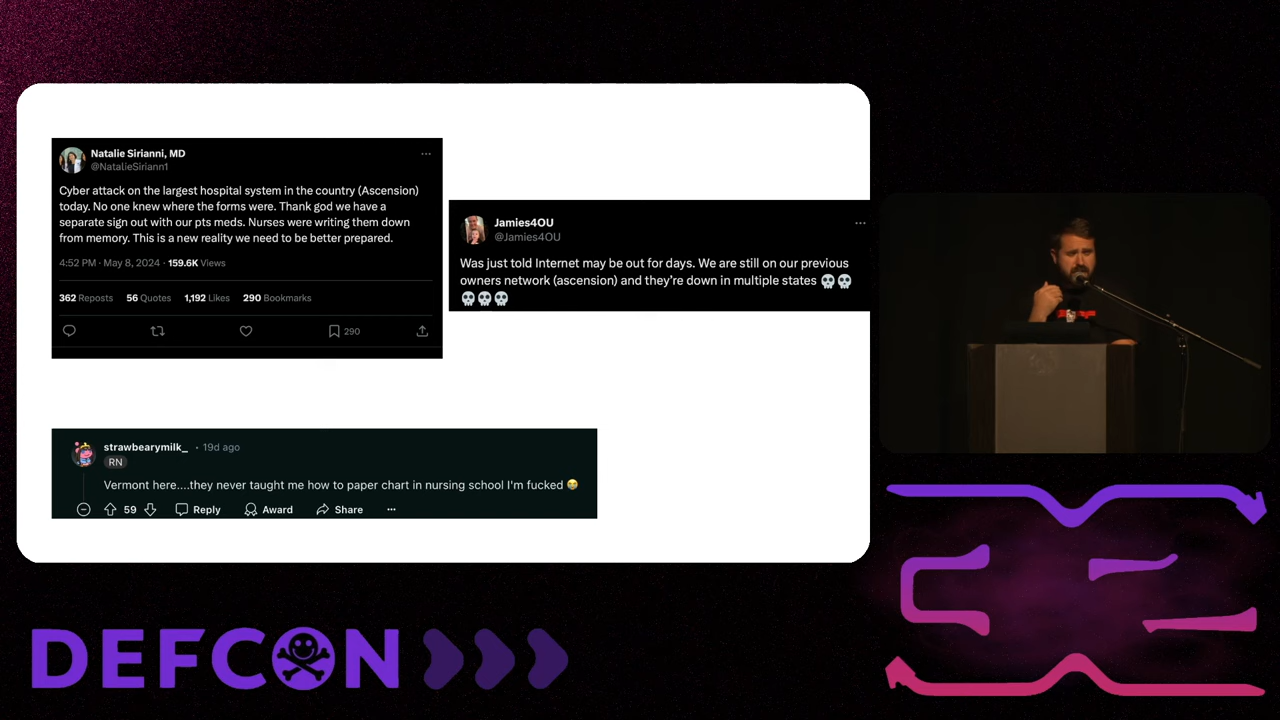 Natalie Sirianni, MD
@NatalieSiriann1
Cyber attack on the largest hospital system in the country (Ascension)
today. No one knew where the forms were. Thank god we have a
separate sign out with our pts meds. Nurses were writing them down
from memory. This is a new reality we need to be better prepared.
4:52 PM · May 8, 2024 · 159.6K Views
362 Reposts 56 Quotes 1,192 Likes 290 Bookmarks
290
Jamies4OU
@Jamies4OU
Was just told Internet may be out for days. We are still on our previous
owners network (ascension) and they're down in multiple states 💀💀
💀💀💀
strawbearymilk_ • 19d ago
RN
Vermont here....they never taught me how to paper chart in nursing school I'm fucked 😂
59 Reply Award Share
DEFCON